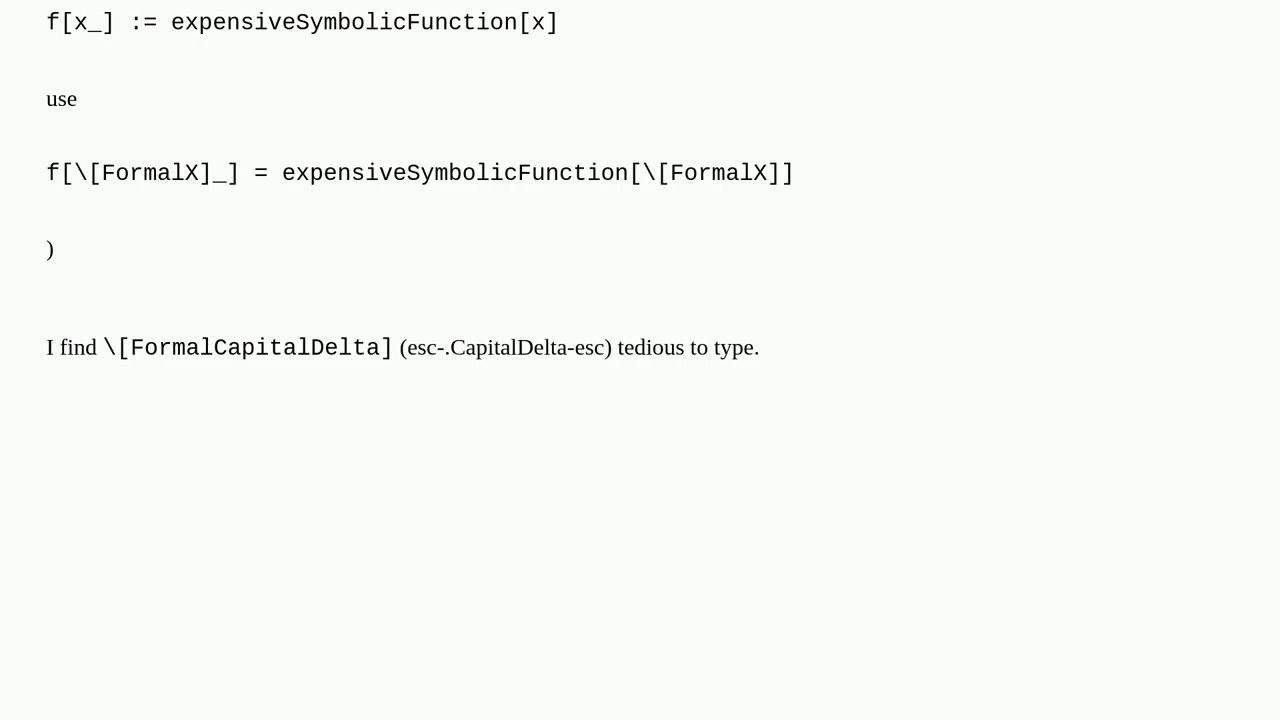 f[x_] := expensiveSymbolicFunction[x]
use
f[\[FormalX]_] = expensiveSymbolicFunction[\[FormalX]]
)
I find \[FormalCapitalDelta] (esc-.CapitalDelta-esc) tedious to type.